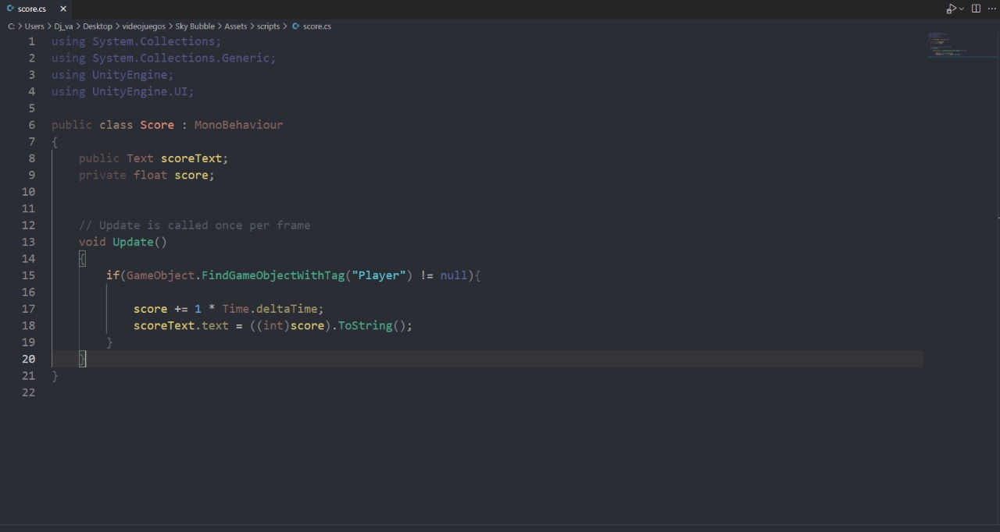 score.cs
C: > Users > Dj_va > Desktop > videojuegos > Sky Bubble > Assets > scripts > score.cs
1 using System.Collections;
2 using System.Collections.Generic;
3 using UnityEngine;
4 using UnityEngine.UI;
5
6 public class Score : MonoBehaviour
7 {
8 public Text scoreText;
9 private float score;
10
11
12 // Update is called once per frame
13 void Update()
14 {
15 if(GameObject.FindGameObjectWithTag("Player") != null){
16
17 score += 1 * Time.deltaTime;
18 scoreText.text = ((int)score).ToString();
19 }
20 }
21 }
22